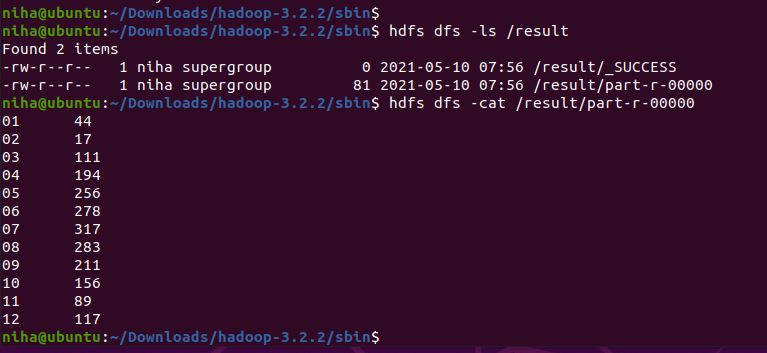 niha@ubuntu:~/Downloads/hadoop-3.2.2/sbin$
niha@ubuntu:~/Downloads/hadoop-3.2.2/sbin$ hdfs dfs -ls /result
Found 2 items
-rw-r--r--   1 niha supergroup          0 2021-05-10 07:56 /result/_SUCCESS
-rw-r--r--   1 niha supergroup         81 2021-05-10 07:56 /result/part-r-00000
niha@ubuntu:~/Downloads/hadoop-3.2.2/sbin$ hdfs dfs -cat /result/part-r-00000
01      44
02      17
03      111
04      194
05      256
06      278
07      317
08      283
09      211
10      156
11      89
12      117
niha@ubuntu:~/Downloads/hadoop-3.2.2/sbin$